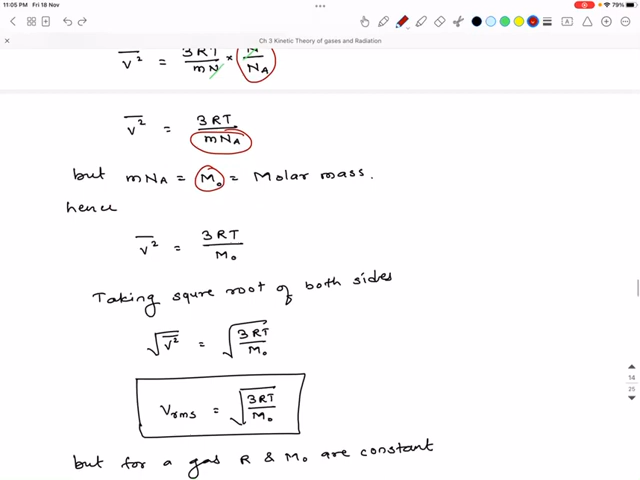 11:05 PM Fri 18 Nov
79%
Ch 3 Kinetic Theory of gases and Radiation
v̅² = 3RT / mN × N / N_A
v̅² = 3RT / mN_A
but mN_A = M₀ = Molar mass.
hence
v̅² = 3RT / M₀
Taking squre root of both sides
√v̅² = √(3RT / M₀)
V_rms = √(3RT / M₀)
but for a gas R & M₀ are constant
14
25